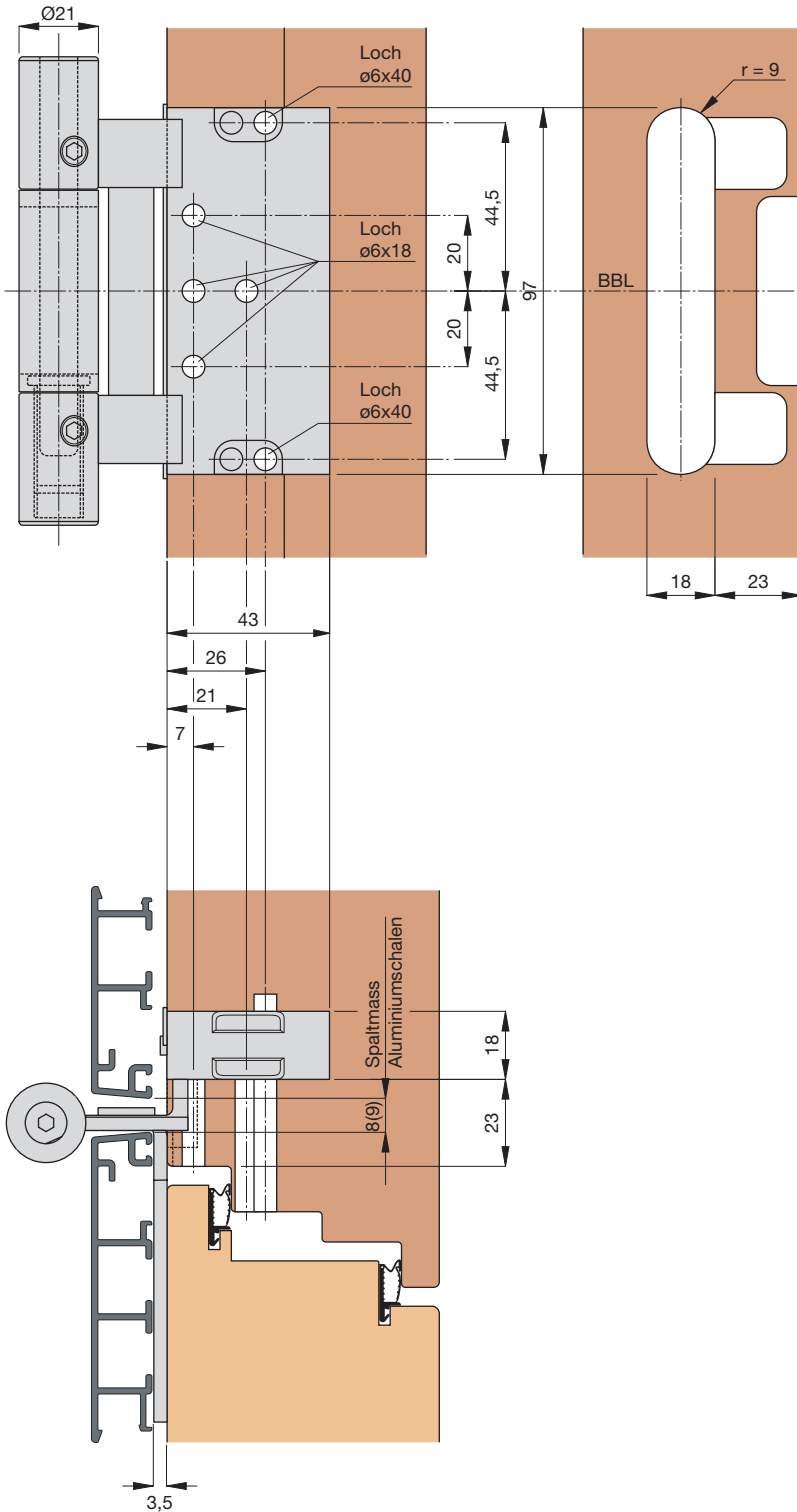 Ø21
Loch
ø6x40
r = 9
44,5
20
Loch
ø6x18
97
BBL
20
44,5
Loch
ø6x40
18
23
43
26
21
7
Spaltmass
Aluminiumschalen
18
8(9)
23
3,5